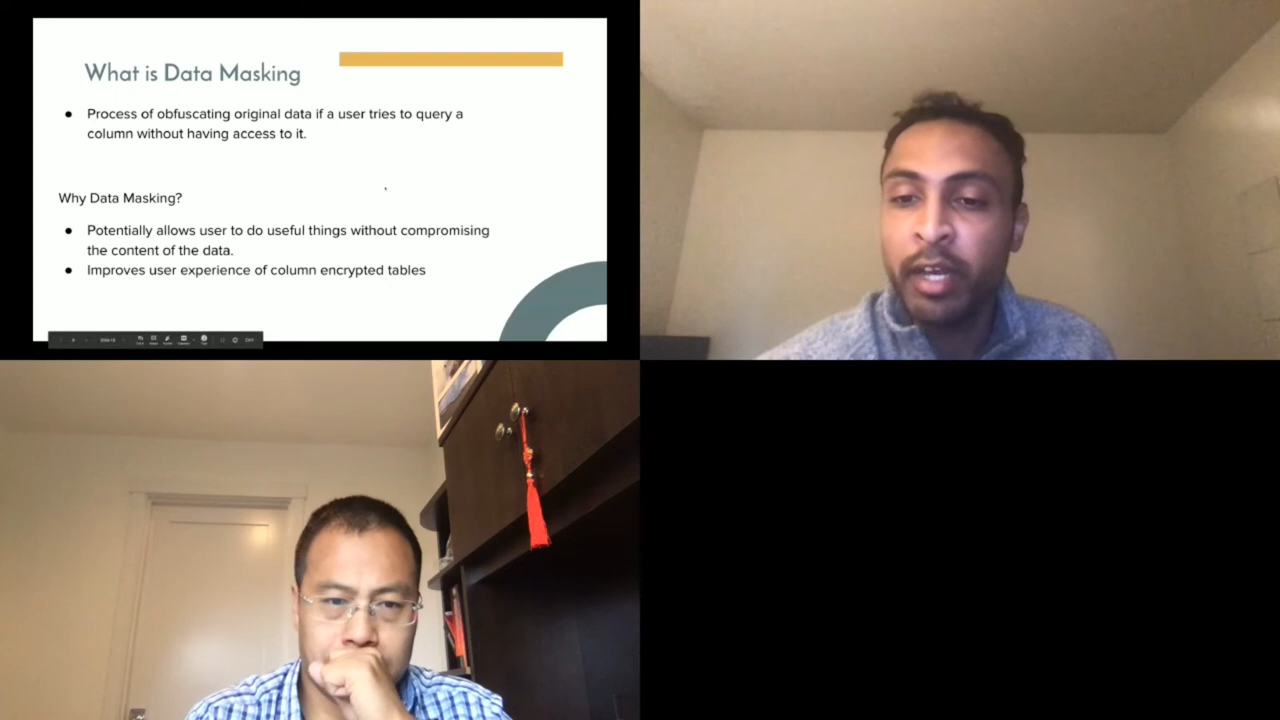 What is Data Masking
● Process of obfuscating original data if a user tries to query a
column without having access to it.
Why Data Masking?
● Potentially allows user to do useful things without compromising
the content of the data.
● Improves user experience of column encrypted tables